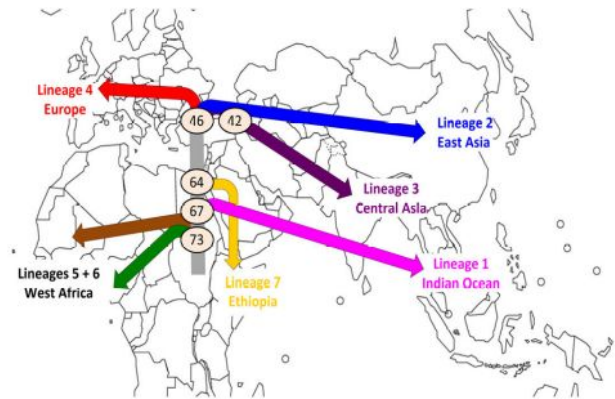 Lineage 4
Europe
46
42
Lineage 2
East Asia
64
Lineage 3
Central Asla
67
73
Lineages 5 + 6
West Africa
Lineage 7
Ethiopia
Lineage 1
Indian Ocean